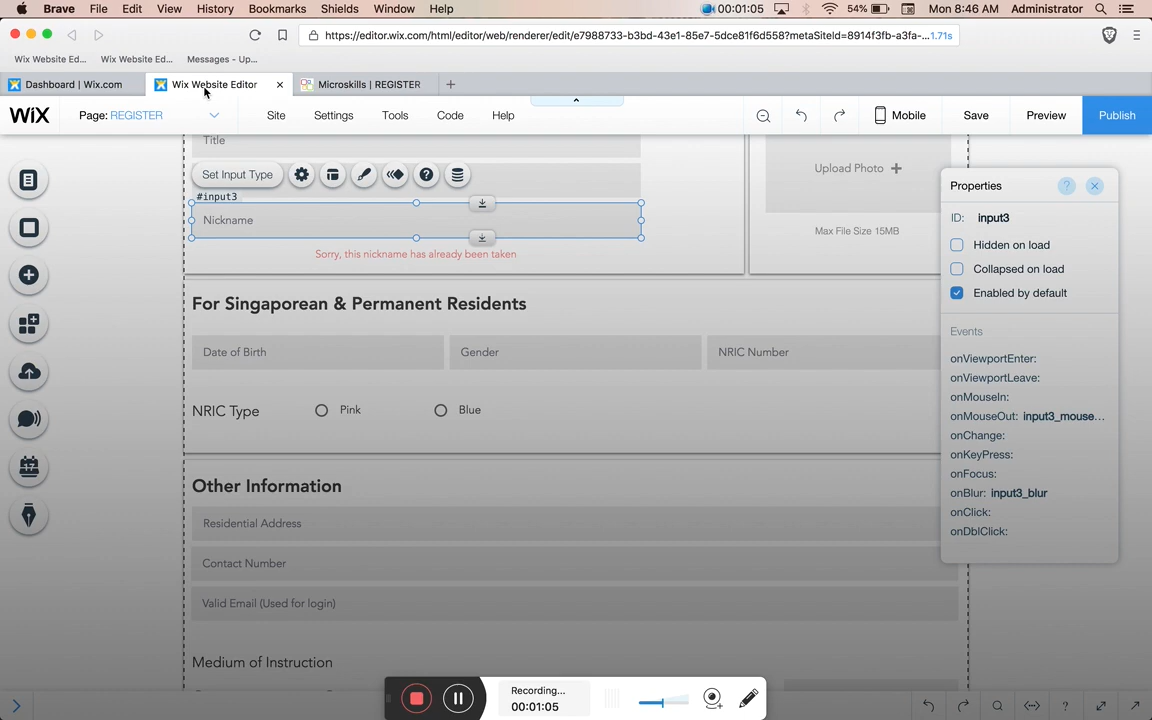 Brave File Edit View History Bookmarks Shields Window Help 00:01:05 54% Mon 8:46 AM Administrator
https://editor.wix.com/html/editor/web/renderer/edit/e7988733-b3bd-43e1-85e7-5dce81f6d558?metaSiteId=8914f3fb-a3fa-... 1.71s
Wix Website Ed... Wix Website Ed... Messages - Up...
Dashboard | Wix.com Wix Website Editor Microskills | REGISTER
WiX Page: REGISTER Site Settings Tools Code Help Mobile Save Preview Publish
Title
Set Input Type
#input3
Nickname
Sorry, this nickname has already been taken
Upload Photo +
Max File Size 15MB
For Singaporean & Permanent Residents
Date of Birth Gender NRIC Number
NRIC Type Pink Blue
Other Information
Residential Address
Contact Number
Valid Email (Used for login)
Medium of Instruction
Properties ?
ID: input3
Hidden on load
Collapsed on load
Enabled by default
Events
onViewportEnter:
onViewportLeave:
onMouseIn:
onMouseOut: input3_mouse...
onChange:
onKeyPress:
onFocus:
onBlur: input3_blur
onClick:
onDblClick:
Recording...
00:01:05